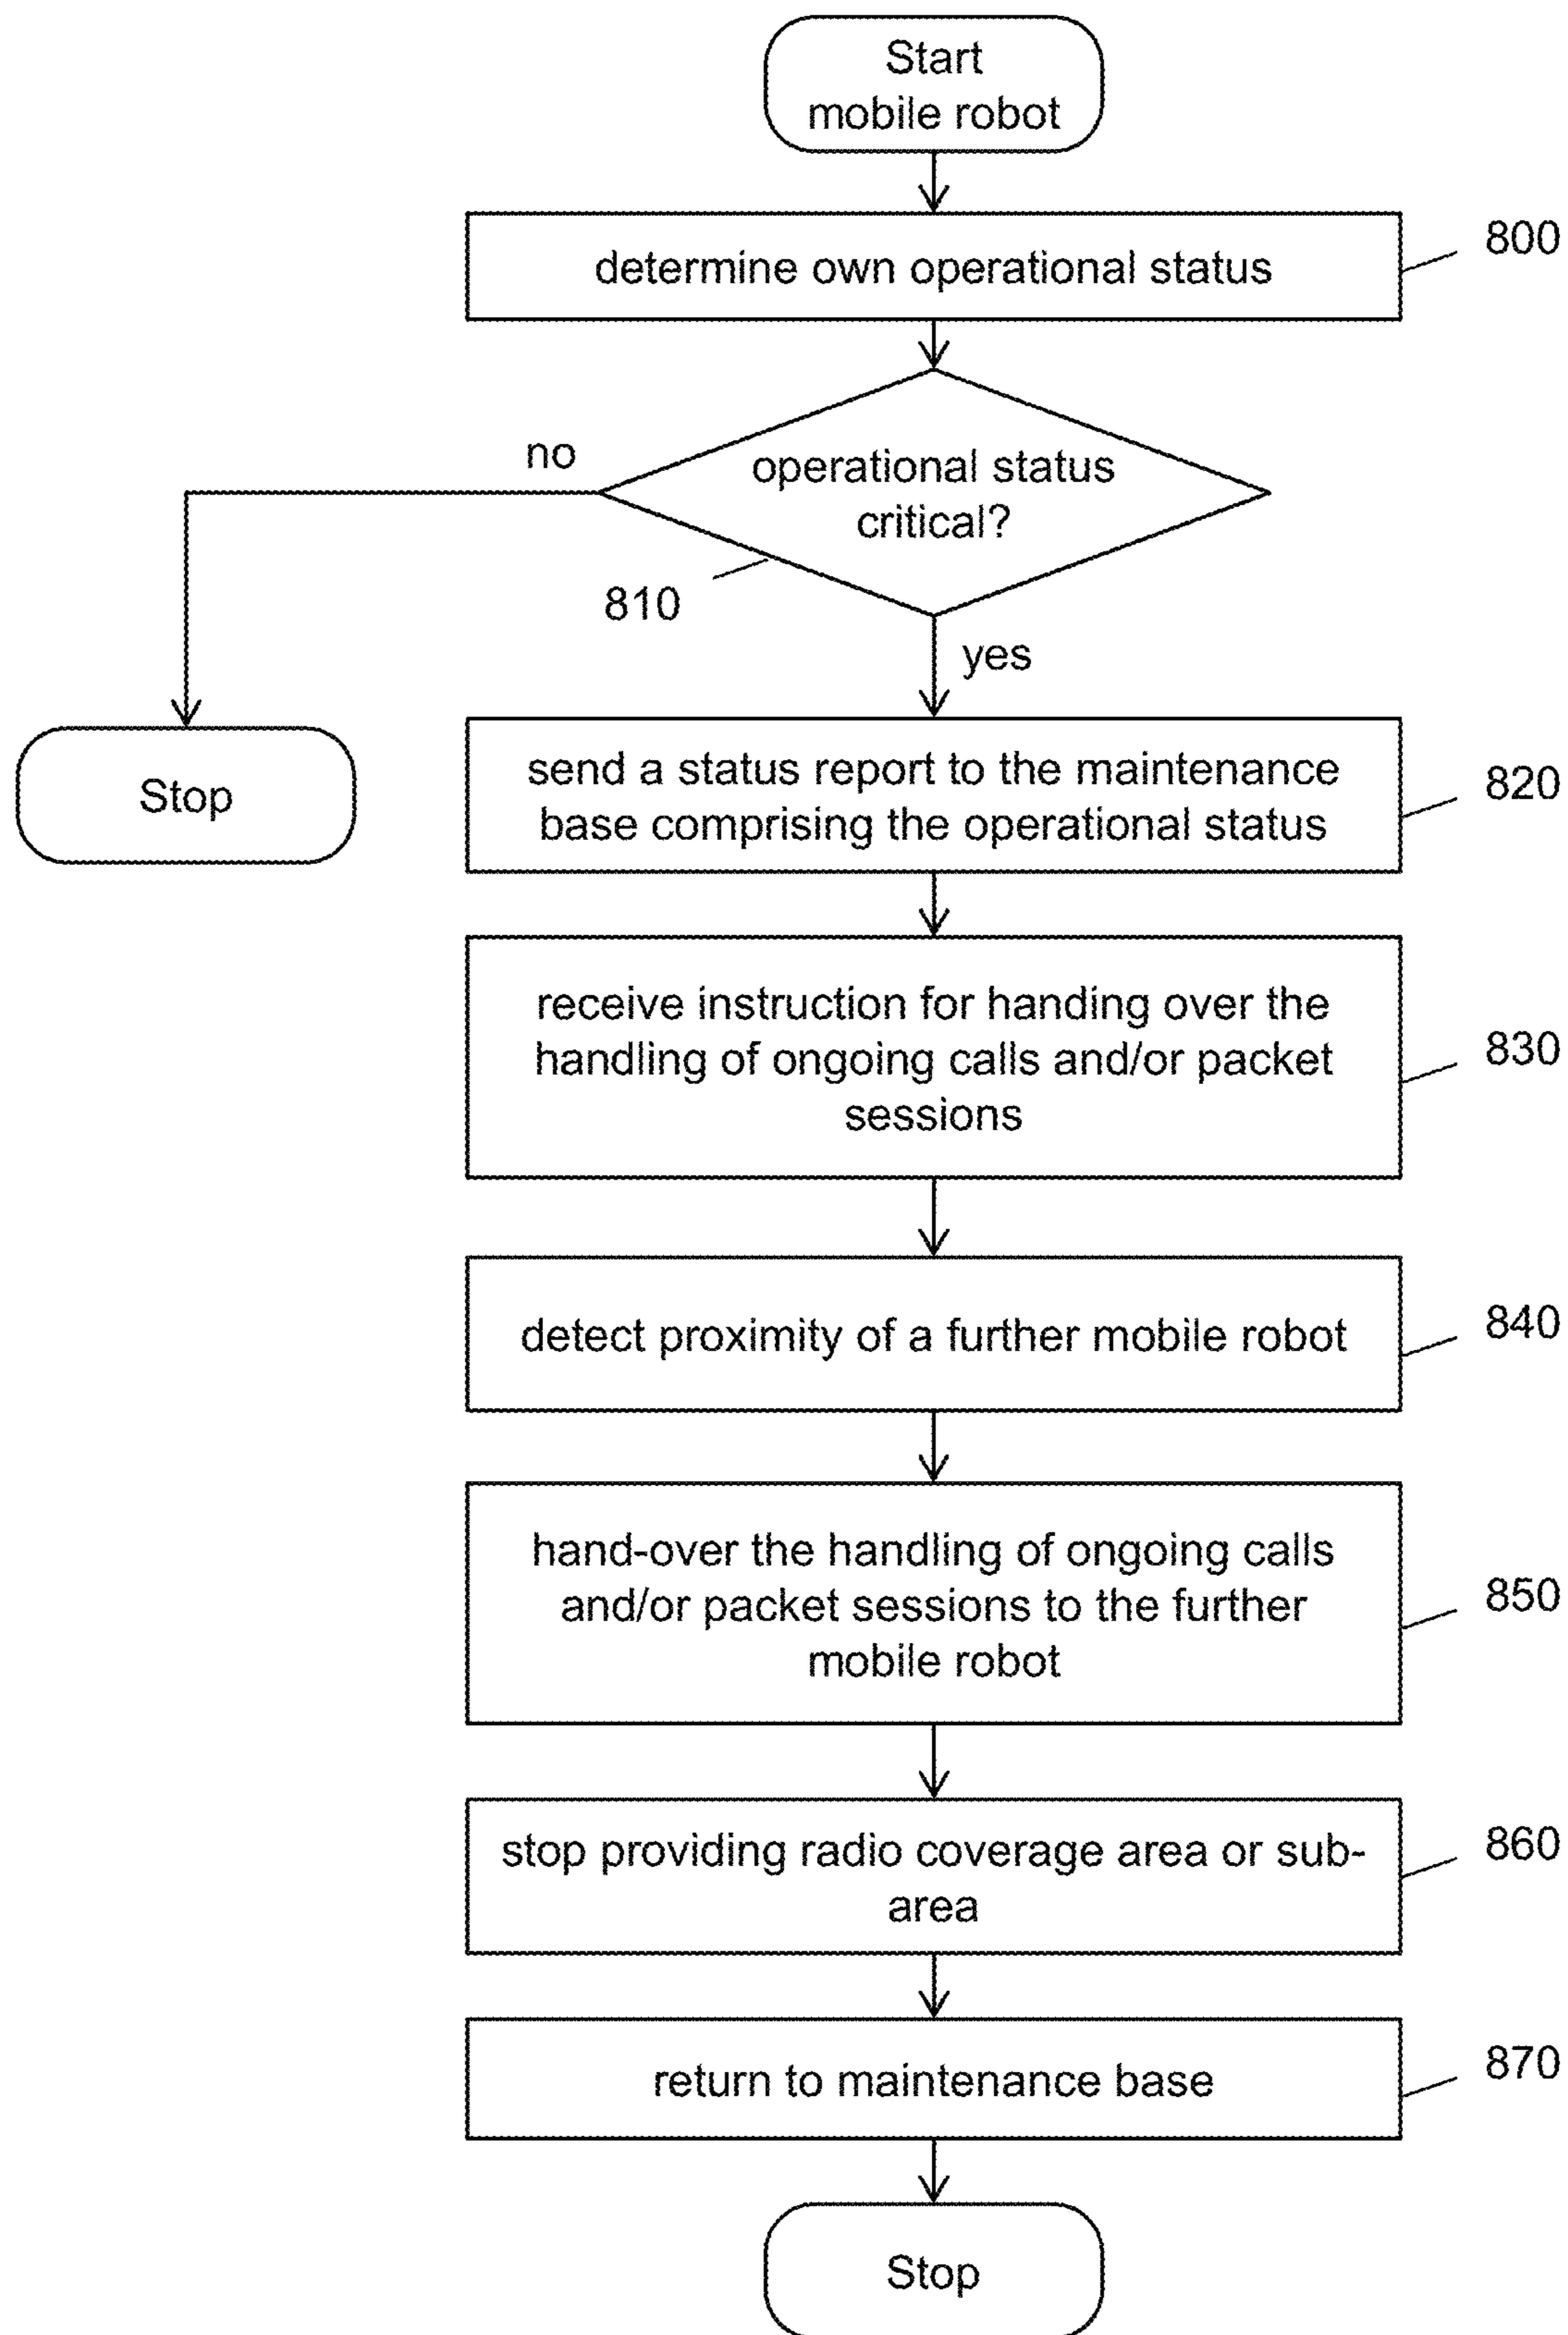 Start
mobile robot
determine own operational status
800
no
operational status
critical?
810
yes
Stop
send a status report to the maintenance
base comprising the operational status
820
receive instruction for handing over the
handling of ongoing calls and/or packet
sessions
830
detect proximity of a further mobile robot
840
hand-over the handling of ongoing calls
and/or packet sessions to the further
mobile robot
850
stop providing radio coverage area or sub-
area
860
return to maintenance base
870
Stop